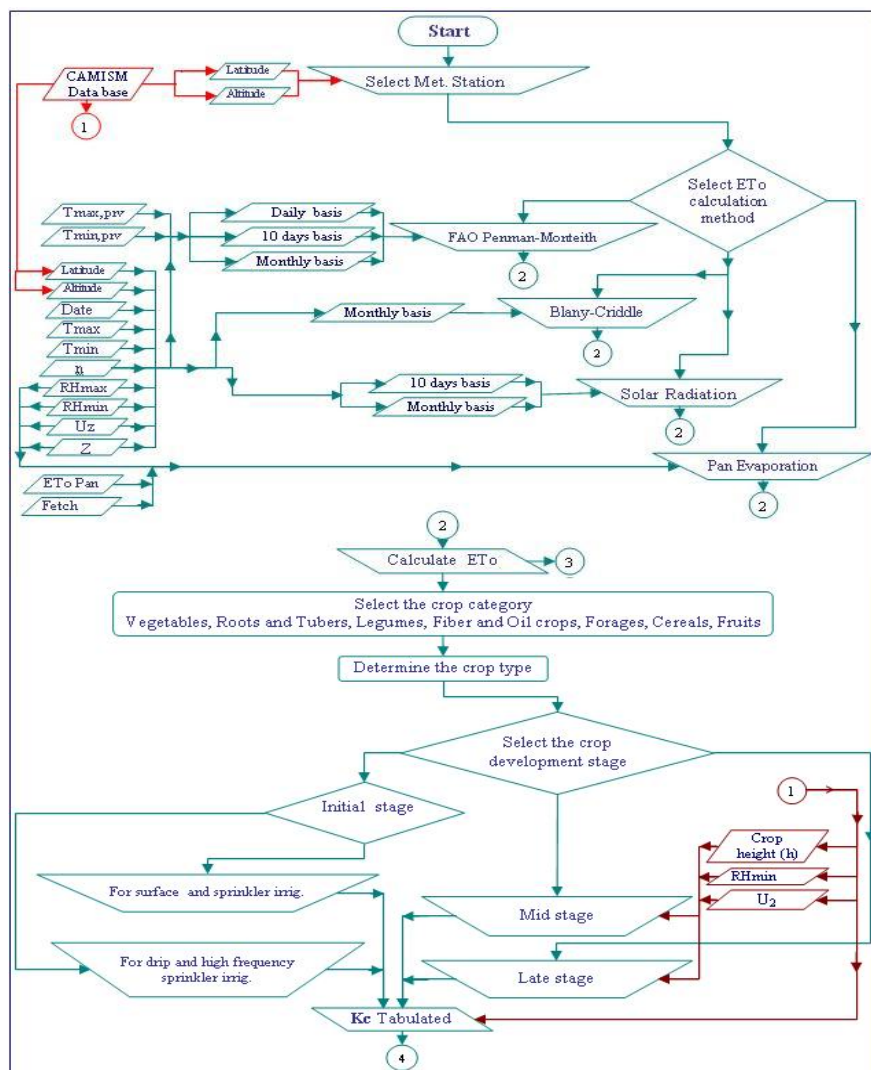 Start
CAMISM
Data base
Latitude
Altitude
Select Met. Station
1
Select ETo
calculation
method
Tmax,prv
Tmin,prv
Daily basis
10 days basis
Monthly basis
FAO Penman-Monteith
2
Latitude
Altitude
Date
Tmax
Tmin
n
RHmax
RHmin
Uz
Z
Monthly basis
Blany-Criddle
2
10 days basis
Monthly basis
Solar Radiation
2
Pan Evaporation
2
ETo Pan
Fetch
2
Calculate ETo
3
Select the crop category
Vegetables, Roots and Tubers, Legumes, Fiber and Oil crops, Forages, Cereals, Fruits
Determine the crop type
Select the crop
development stage
Initial stage
1
Crop
height (h)
RHmin
U2
For surface and sprinkler irrig.
Mid stage
For drip and high frequency
sprinkler irrig.
Late stage
Kc Tabulated
4